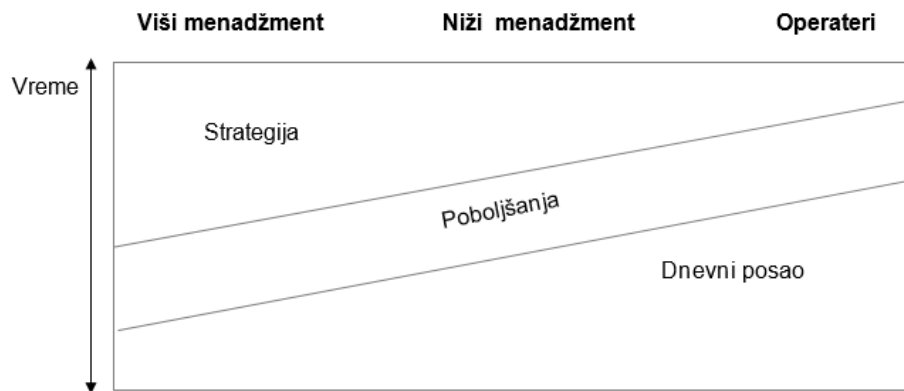 Viši menadžment Niži menadžment Operateri
Vreme
Strategija
Poboljšanja
Dnevni posao